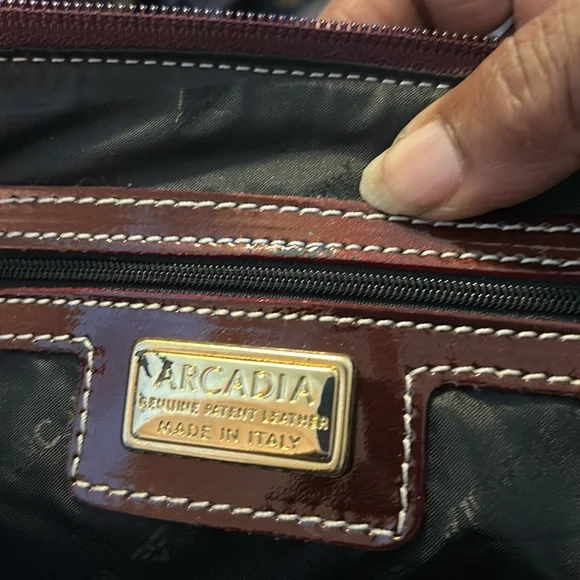 ARCADIA
GENUINE PATENT LEATHER
MADE IN ITALY